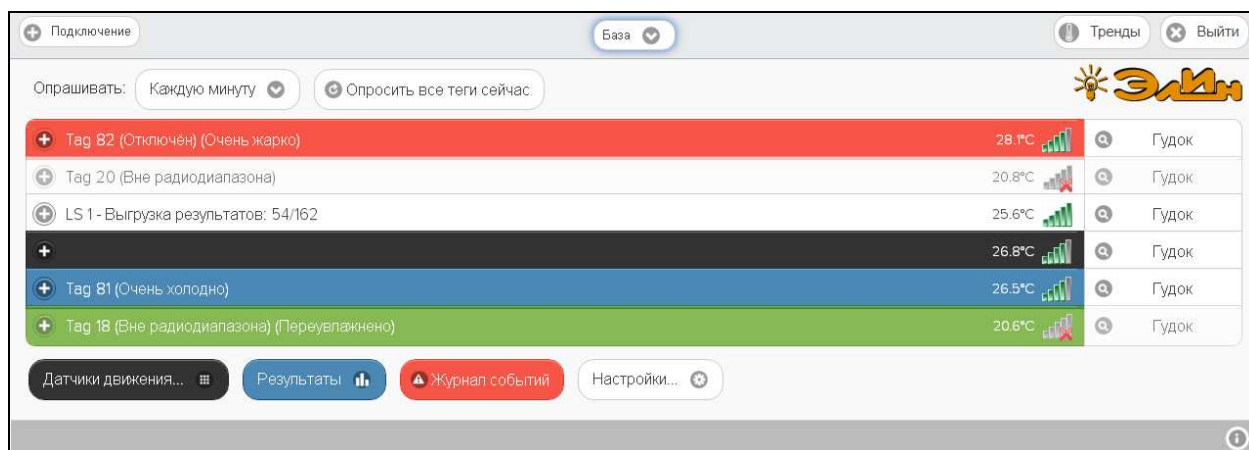 Подключение
База
Тренды
Выйти
Опрашивать:
Каждую минуту
Опросить все теги сейчас
ЭлИн
Tag 82 (Отключён) (Очень жарко) 28.1°C Гудок
Tag 20 (Вне радиодиапазона) 20.8°C Гудок
LS 1 - Выгрузка результатов: 54/162 25.6°C Гудок
26.8°C Гудок
Tag 81 (Очень холодно) 26.5°C Гудок
Tag 18 (Вне радиодиапазона) (Переувлажнено) 20.6°C Гудок
Датчики движения...
Результаты
Журнал событий
Настройки...